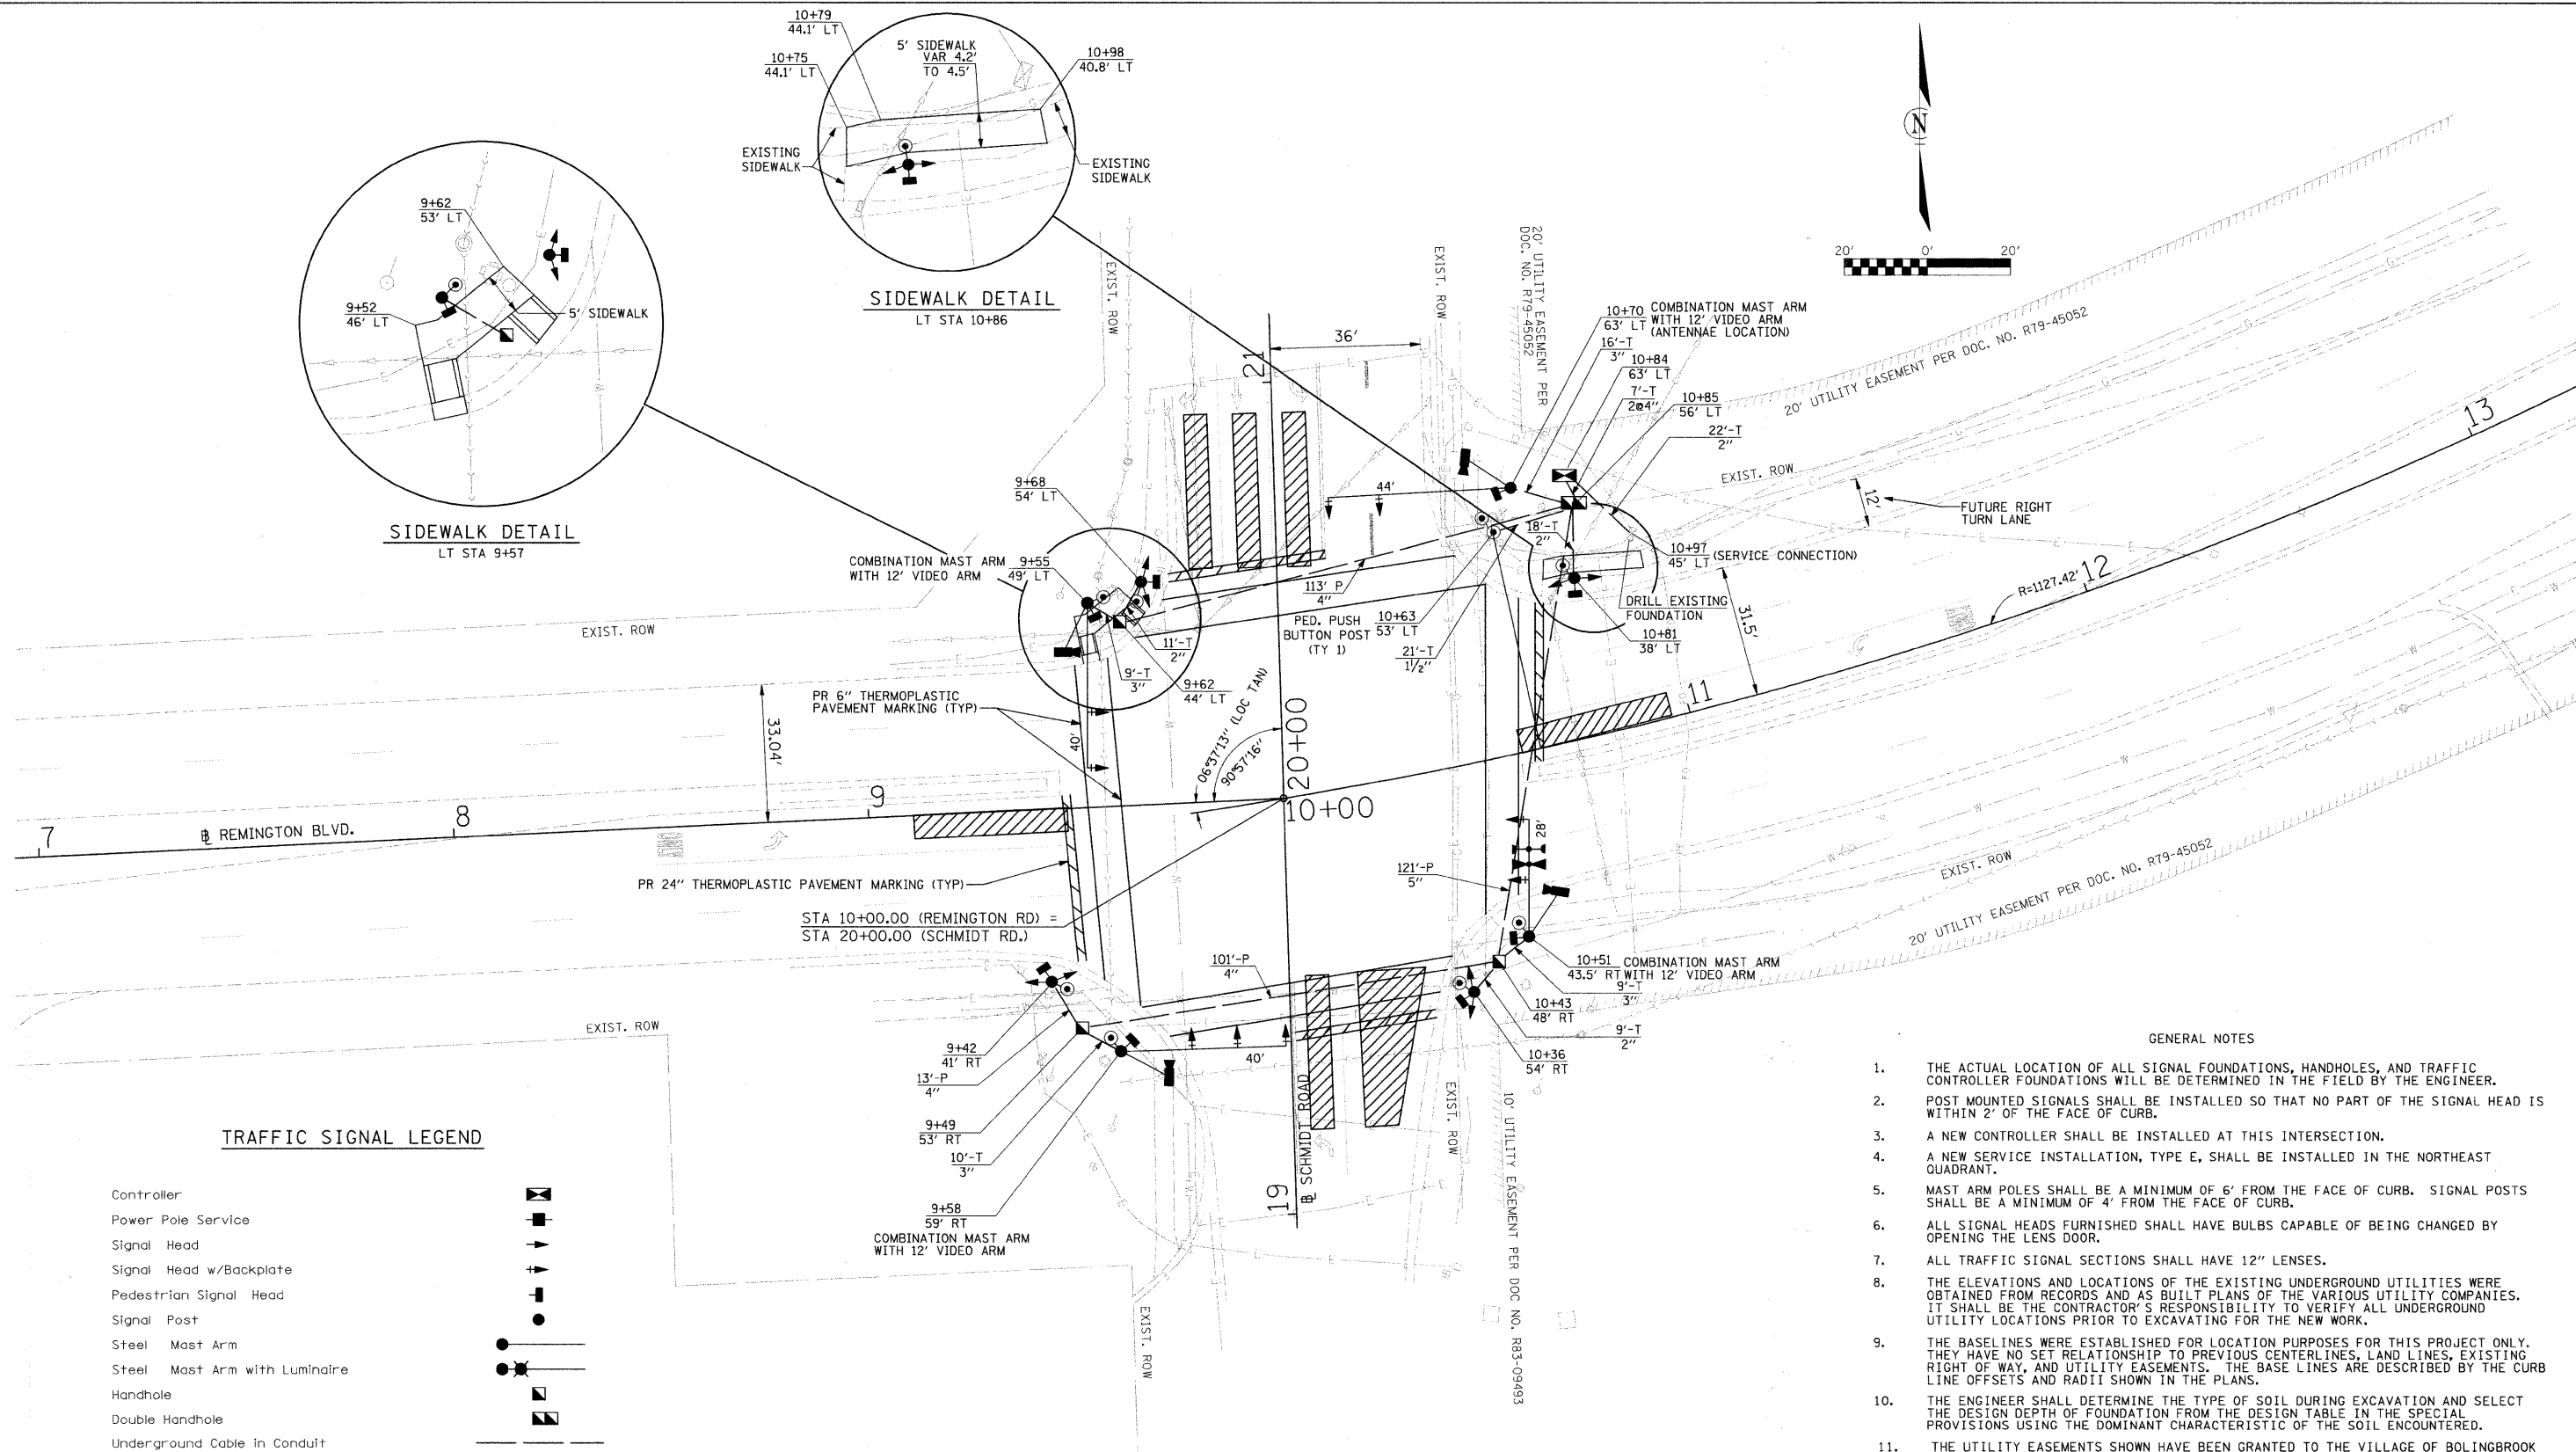 10+79
44.1' LT
10+75
44.1' LT
5' SIDEWALK
VAR 4.2'
TO 4.5'
10+98
40.8' LT
EXISTING
SIDEWALK
EXISTING
SIDEWALK
SIDEWALK DETAIL
LT STA 10+86
9+62
53' LT
9+52
46' LT
5' SIDEWALK
SIDEWALK DETAIL
LT STA 9+57
N
20' 0' 20'
EXIST. ROW
EXIST. ROW
20' UTILITY EASEMENT PER
DOC. NO. R79-45052
36'
21
10+70
63' LT
COMBINATION MAST ARM
WITH 12' VIDEO ARM
(ANTENNAE LOCATION)
16'-T
3"
10+84
63' LT
7'-T
2@4"
10+85
56' LT
22'-T
2"
20' UTILITY EASEMENT PER DOC. NO. R79-45052
13
EXIST. ROW
12'
FUTURE RIGHT
TURN LANE
9+68
54' LT
44'
18'-T
2"
10+97
45' LT
(SERVICE CONNECTION)
COMBINATION MAST ARM
WITH 12' VIDEO ARM
9+55
49' LT
113' P
4"
R=1127.42'
12
DRILL EXISTING
FOUNDATION
31.5'
PED. PUSH
BUTTON POST
(TY 1)
10+63
53' LT
10+81
38' LT
21'-T
1½"
EXIST. ROW
11'-T
2"
9'-T
3"
9+62
44' LT
PR 6" THERMOPLASTIC
PAVEMENT MARKING (TYP)
33.04'
40'
06°37'13" (LOC TAN)
90°57'16"
20+00
10+00
11
7
8
9
℄ REMINGTON BLVD.
28'
121'-P
5"
PR 24" THERMOPLASTIC PAVEMENT MARKING (TYP)
STA 10+00.00 (REMINGTON RD) =
STA 20+00.00 (SCHMIDT RD.)
EXIST. ROW
20' UTILITY EASEMENT PER DOC. NO. R79-45052
101'-P
4"
10+51
43.5' RT
COMBINATION MAST ARM
WITH 12' VIDEO ARM
9'-T
3"
10+43
48' RT
9'-T
2"
10+36
54' RT
EXIST. ROW
9+42
41' RT
13'-P
4"
40'
9+49
53' RT
10'-T
3"
9+58
59' RT
COMBINATION MAST ARM
WITH 12' VIDEO ARM
19
℄ SCHMIDT ROAD
EXIST. ROW
10' UTILITY EASEMENT PER DOC NO. R83-09493
EXIST. ROW
TRAFFIC SIGNAL LEGEND
Controller
Power Pole Service
Signal Head
Signal Head w/Backplate
Pedestrian Signal Head
Signal Post
Steel Mast Arm
Steel Mast Arm with Luminaire
Handhole
Double Handhole
Underground Cable in Conduit
GENERAL NOTES
1. THE ACTUAL LOCATION OF ALL SIGNAL FOUNDATIONS, HANDHOLES, AND TRAFFIC
CONTROLLER FOUNDATIONS WILL BE DETERMINED IN THE FIELD BY THE ENGINEER.
2. POST MOUNTED SIGNALS SHALL BE INSTALLED SO THAT NO PART OF THE SIGNAL HEAD IS
WITHIN 2' OF THE FACE OF CURB.
3. A NEW CONTROLLER SHALL BE INSTALLED AT THIS INTERSECTION.
4. A NEW SERVICE INSTALLATION, TYPE E, SHALL BE INSTALLED IN THE NORTHEAST
QUADRANT.
5. MAST ARM POLES SHALL BE A MINIMUM OF 6' FROM THE FACE OF CURB. SIGNAL POSTS
SHALL BE A MINIMUM OF 4' FROM THE FACE OF CURB.
6. ALL SIGNAL HEADS FURNISHED SHALL HAVE BULBS CAPABLE OF BEING CHANGED BY
OPENING THE LENS DOOR.
7. ALL TRAFFIC SIGNAL SECTIONS SHALL HAVE 12" LENSES.
8. THE ELEVATIONS AND LOCATIONS OF THE EXISTING UNDERGROUND UTILITIES WERE
OBTAINED FROM RECORDS AND AS BUILT PLANS OF THE VARIOUS UTILITY COMPANIES.
IT SHALL BE THE CONTRACTOR'S RESPONSIBILITY TO VERIFY ALL UNDERGROUND
UTILITY LOCATIONS PRIOR TO EXCAVATING FOR THE NEW WORK.
9. THE BASELINES WERE ESTABLISHED FOR LOCATION PURPOSES FOR THIS PROJECT ONLY.
THEY HAVE NO SET RELATIONSHIP TO PREVIOUS CENTERLINES, LAND LINES, EXISTING
RIGHT OF WAY, AND UTILITY EASEMENTS. THE BASE LINES ARE DESCRIBED BY THE CURB
LINE OFFSETS AND RADII SHOWN IN THE PLANS.
10. THE ENGINEER SHALL DETERMINE THE TYPE OF SOIL DURING EXCAVATION AND SELECT
THE DESIGN DEPTH OF FOUNDATION FROM THE DESIGN TABLE IN THE SPECIAL
PROVISIONS USING THE DOMINANT CHARACTERISTIC OF THE SOIL ENCOUNTERED.
11. THE UTILITY EASEMENTS SHOWN HAVE BEEN GRANTED TO THE VILLAGE OF BOLINGBROOK